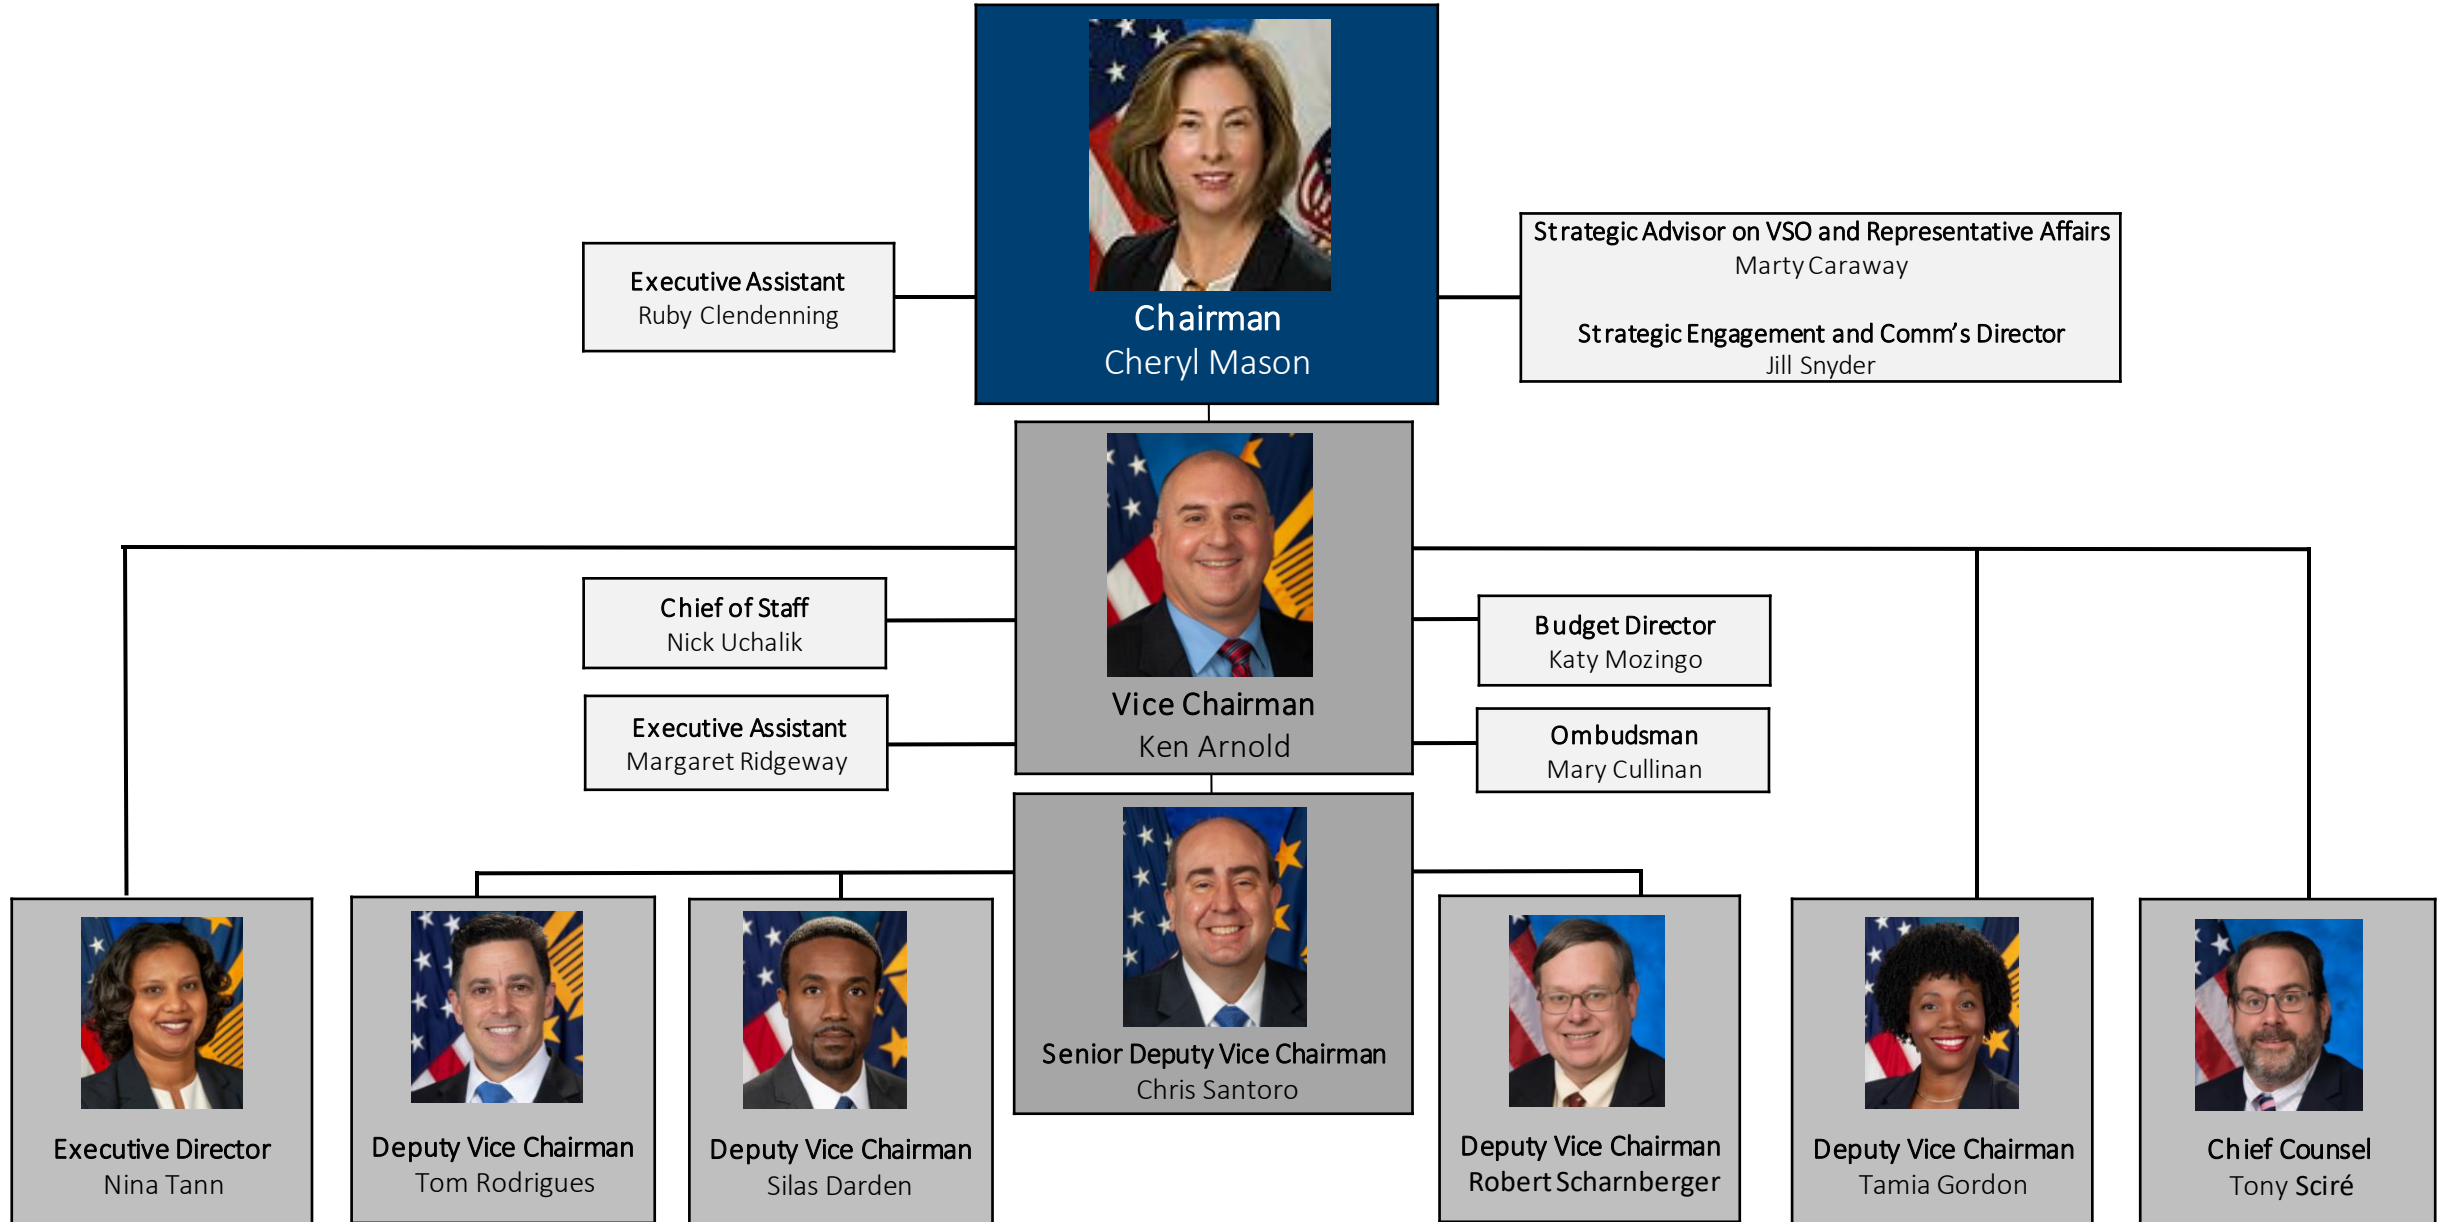 Chairman
Cheryl Mason
Executive Assistant
Ruby Clendenning
Strategic Advisor on VSO and Representative Affairs
Marty Caraway
Strategic Engagement and Comm’s Director
Jill Snyder
Vice Chairman
Ken Arnold
Chief of Staff
Nick Uchalik
Executive Assistant
Margaret Ridgeway
Budget Director
Katy Mozingo
Ombudsman
Mary Cullinan
Senior Deputy Vice Chairman
Chris Santoro
Executive Director
Nina Tann
Deputy Vice Chairman
Tom Rodrigues
Deputy Vice Chairman
Silas Darden
Deputy Vice Chairman
Robert Scharnberger
Deputy Vice Chairman
Tamia Gordon
Chief Counsel
Tony Sciré